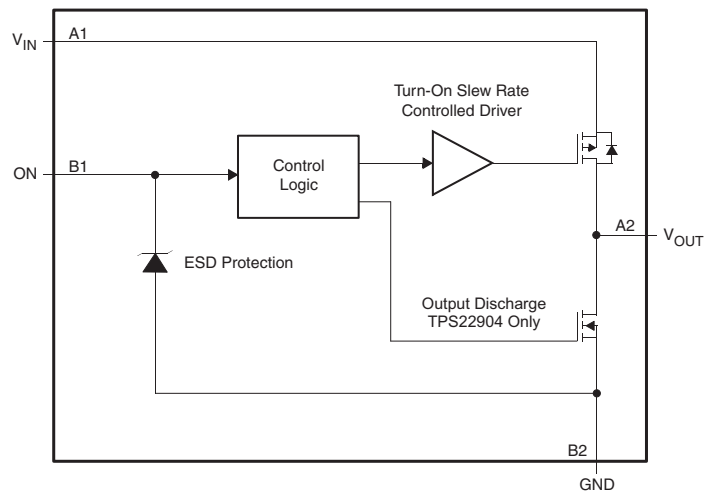 V_IN A1
Turn-On Slew Rate
Controlled Driver
ON B1
Control
Logic
A2 V_OUT
ESD Protection
Output Discharge
TPS22904 Only
B2
GND